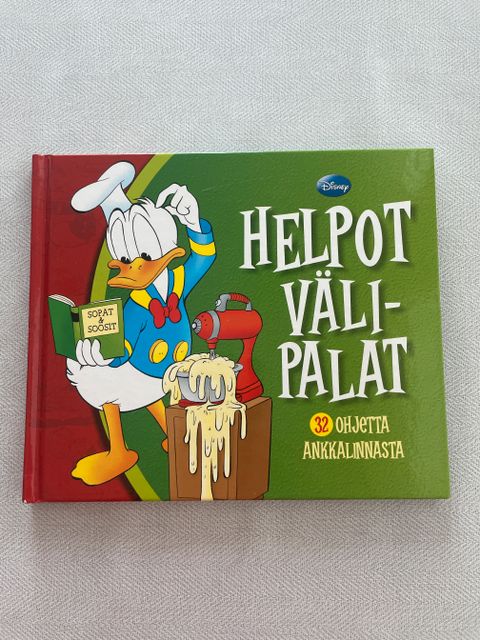 Disney
HELPOT
VÄLI-
PALAT
32 OHJETTA
ANKKALINNASTA
SOPAT
&
SOOSIT